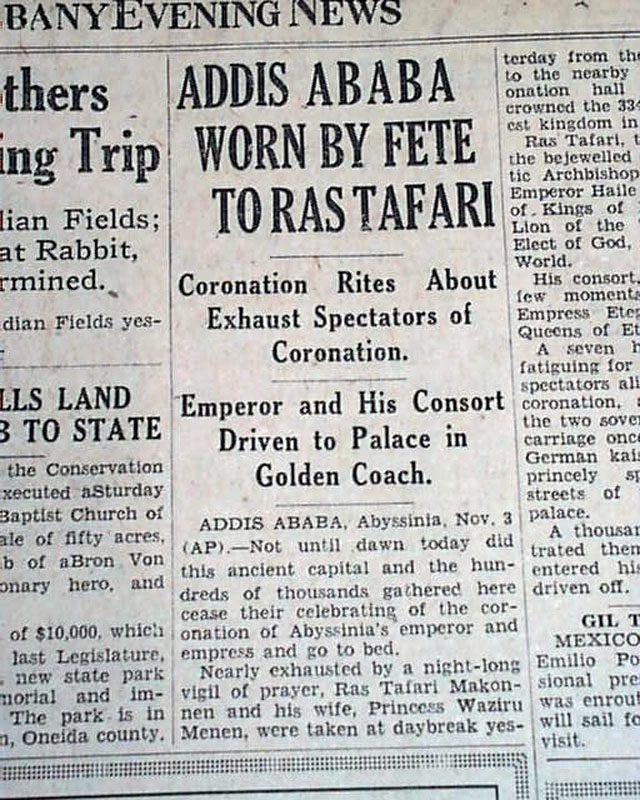 BANY EVENING NEWS
thers
ing Trip
lian Fields;
at Rabbit,
rmined.
dian Fields yes-
LLS LAND
B TO STATE
the Conservation
xecuted aSturday
Baptist Church of
ale of fifty acres,
b of aBron Von
onary hero, and
of $10,000, which
last Legislature,
new state park
morial and im-
The park is in
n, Oneida county.
ADDIS ABABA
WORN BY FETE
TO RAS TAFARI
Coronation Rites About
Exhaust Spectators of
Coronation.
Emperor and His Consort
Driven to Palace in
Golden Coach.
ADDIS ABABA, Abyssinia, Nov. 3
(AP).—Not until dawn today did
this ancient capital and the hun-
dreds of thousands gathered here
cease their celebrating of the cor-
onation of Abyssinia's emperor and
empress and go to bed.
Nearly exhausted by a night-long
vigil of prayer, Ras Tafari Makon-
nen and his wife, Princess Waziru
Menen, were taken at daybreak yes-
terday from the
to the nearby
onation hall
crowned the 334
est kingdom in
Ras Tafari, t
the bejewelled
tic Archbishop
Emperor Haile
of Kings of
Lion of the
Elect of God,
World.
His consort,
few moments
Empress Eteg
Queens of Et
A seven h
fatiguing for
spectators ali
coronation, a
the two sover
carriage once
German kais
princely sp
streets of
palace.
A thousan
trated them
entered his
driven off.
GIL T
MEXICO
Emilio Po
sional pres
was enrou
will sail fo
visit.